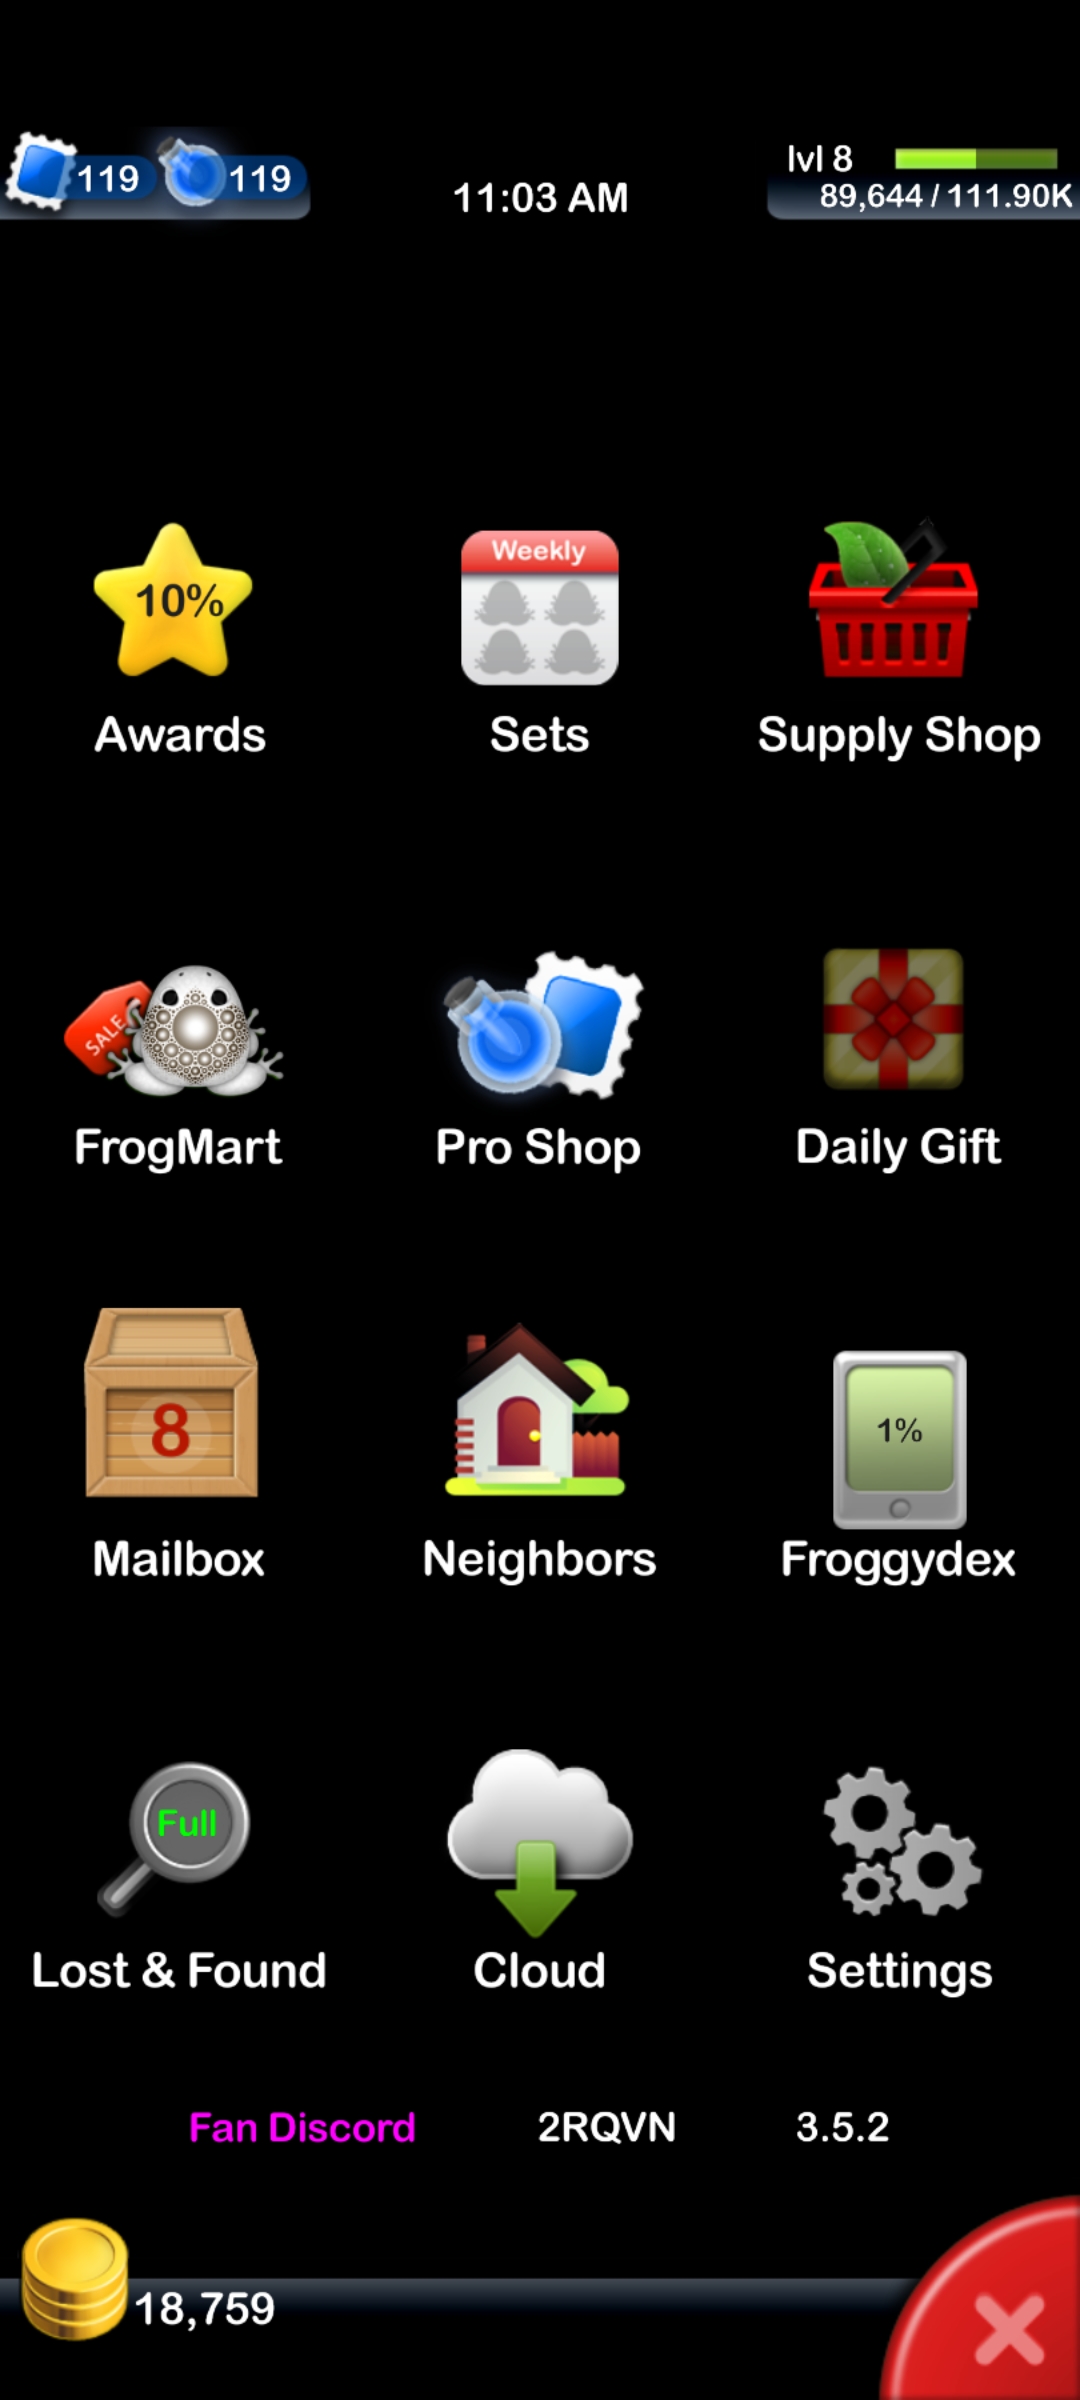 119 119
11:03 AM
lvl 8
89,644 / 111.90K
10%
Weekly
Awards Sets Supply Shop
SALE
FrogMart Pro Shop Daily Gift
8
1%
Mailbox Neighbors Froggydex
Full
Lost & Found Cloud Settings
Fan Discord 2RQVN 3.5.2
18,759